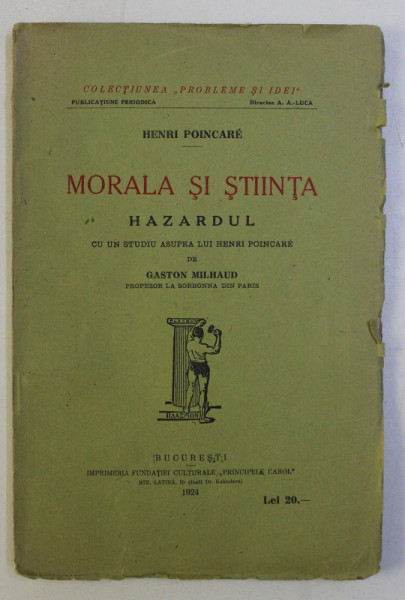 COLECȚIUNEA „PROBLEME ȘI IDEI"
PUBLICAȚIUNE PERIODICA Director A. A.-LUCA
HENRI POINCARÉ
MORALA ȘI ȘTIINȚA
HAZARDUL
CU UN STUDIU ASUPRA LUI HENRI POINCARÉ
DE
GASTON MILHAUD
PROFESOR LA SORBONNA DIN PARIS
BUCUREȘTI
IMPRIMERIA FUNDAȚIEI CULTURALE „PRINCIPELE CAROL"
STR. LATINĂ, 10
1924
Lei 20.—